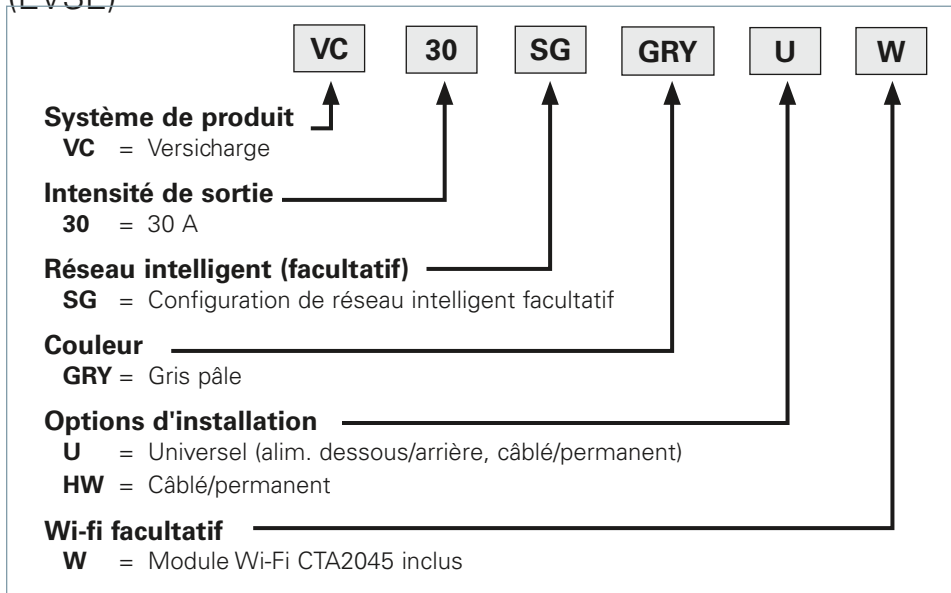 (EVSE)
VC 30 SG GRY U W
Système de produit
VC = Versicharge
Intensité de sortie
30 = 30 A
Réseau intelligent (facultatif)
SG = Configuration de réseau intelligent facultatif
Couleur
GRY = Gris pâle
Options d'installation
U = Universel (alim. dessous/arrière, câblé/permanent)
HW = Câblé/permanent
Wi-fi facultatif
W = Module Wi-Fi CTA2045 inclus